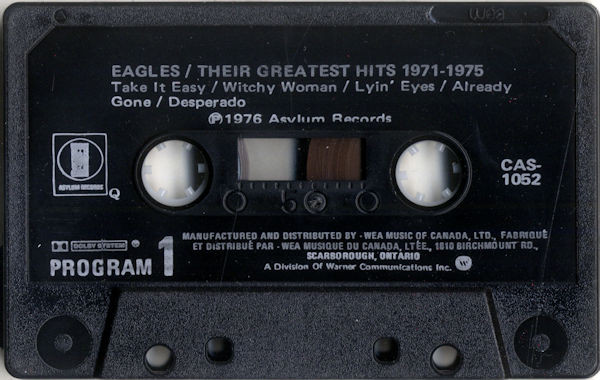 wea
EAGLES / THEIR GREATEST HITS 1971-1975
Take It Easy / Witchy Woman / Lyin' Eyes / Already
Gone / Desperado
℗1976 Asylum Records
ASYLUM RECORDS
Q
CAS-
1052
MANUFACTURED AND DISTRIBUTED BY - WEA MUSIC OF CANADA, LTD., FABRIQUÉ
ET DISTRIBUÉ PAR - WEA MUSIQUE DU CANADA, LTÉE., 1810 BIRCHMOUNT RD.,
SCARBOROUGH, ONTARIO
DOLBY SYSTEM
PROGRAM 1
A Division Of Warner Communications Inc.